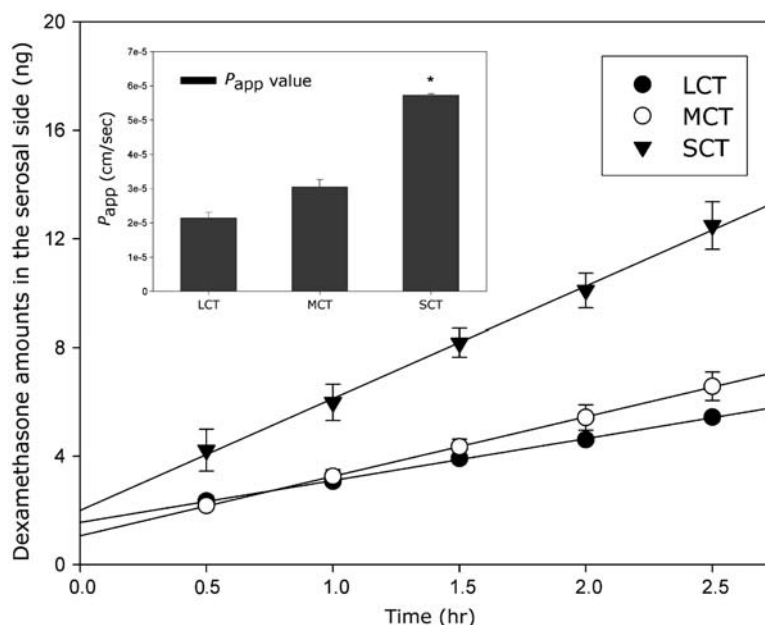 20
16
12
8
4
0
Dexamethasone amounts in the serosal side (ng)
7e-5
6e-5
5e-5
4e-5
3e-5
2e-5
1e-5
0
Papp (cm/sec)
Papp value
*
LCT MCT SCT
LCT
MCT
SCT
0.0 0.5 1.0 1.5 2.0 2.5
Time (hr)